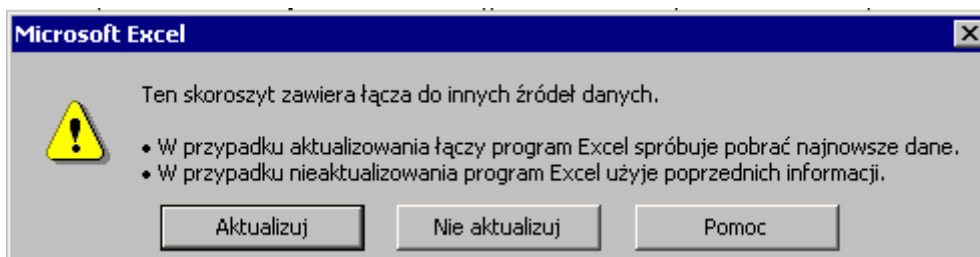 Microsoft Excel
Ten skoroszyt zawiera łącza do innych źródeł danych.
• W przypadku aktualizowania łączy program Excel spróbuje pobrać najnowsze dane.
• W przypadku nieaktualizowania program Excel użyje poprzednich informacji.
Aktualizuj Nie aktualizuj Pomoc